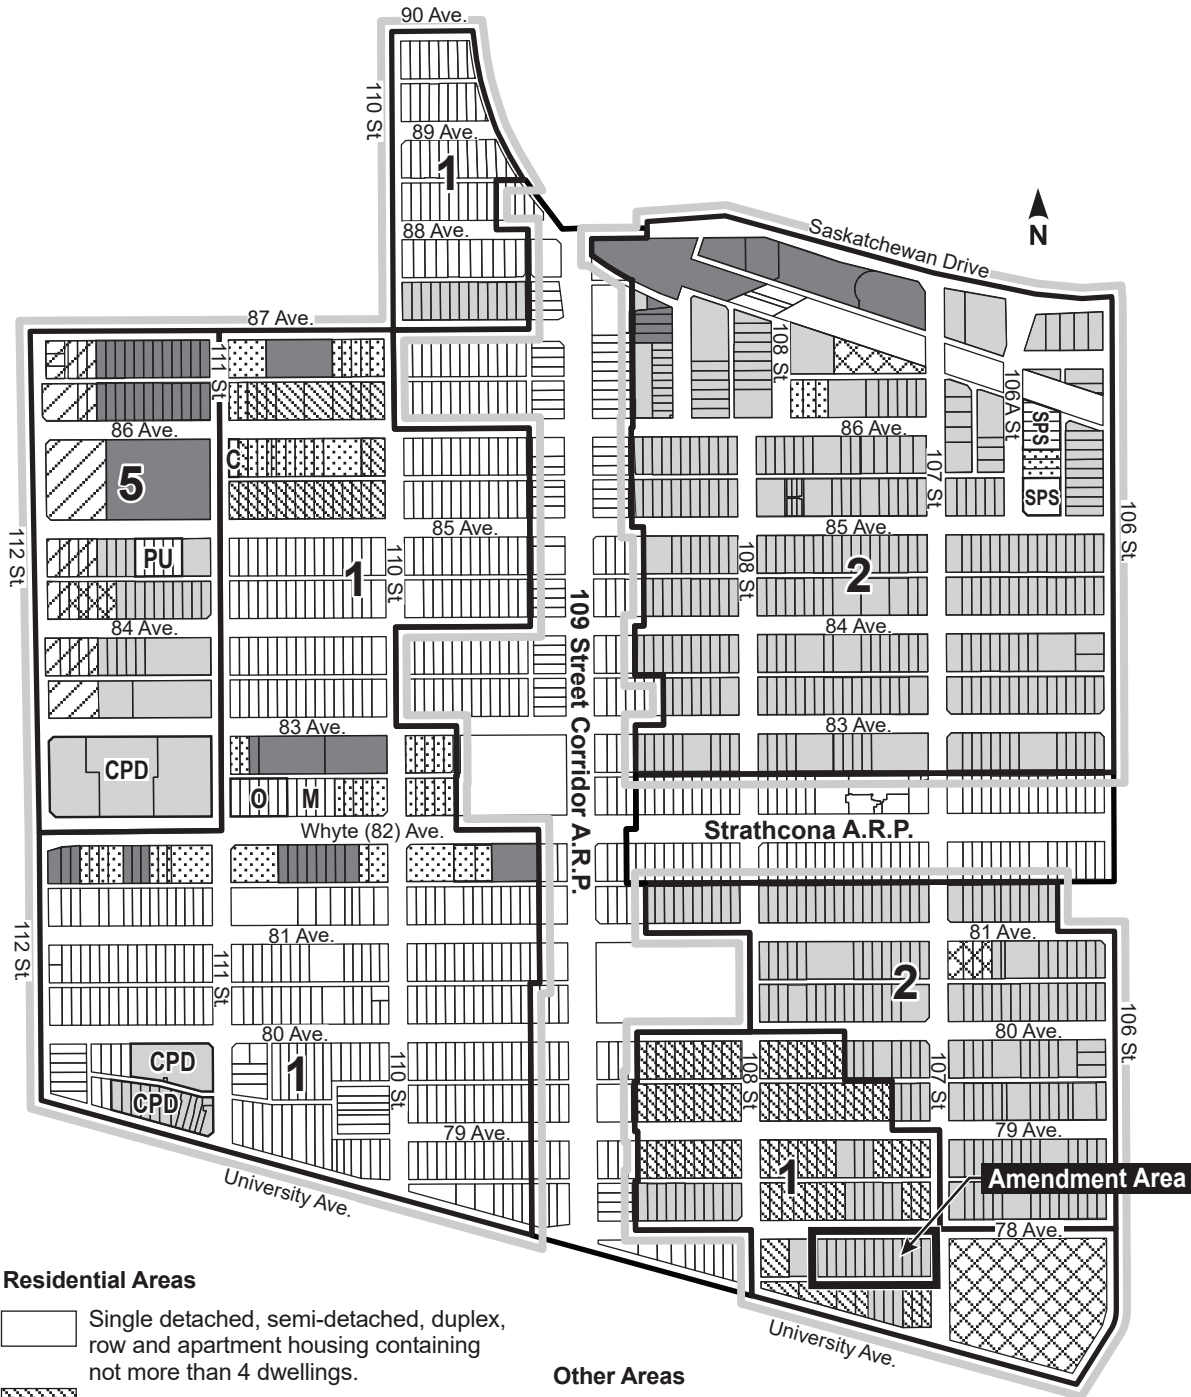 90 Ave.
110 St.
89 Ave.
1
88 Ave.
N
Saskatchewan Drive
87 Ave.
111 St.
108 St.
106A St.
86 Ave.
86 Ave.
SPS
C
107 St.
5
SPS
112 St.
85 Ave.
85 Ave.
106 St.
PU
110 St.
1
108 St.
2
84 Ave.
84 Ave.
109 Street Corridor A.R.P.
83 Ave.
83 Ave.
CPD
O
M
Whyte (82) Ave.
Strathcona A.R.P.
112 St.
81 Ave.
81 Ave.
111 St.
2
80 Ave.
80 Ave.
106 St.
CPD
1
110 St.
108 St
107 St.
CPD
79 Ave.
79 Ave.
1
Amendment Area
University Ave.
78 Ave.
University Ave.
Residential Areas
Single detached, semi-detached, duplex,
row and apartment housing containing
not more than 4 dwellings.
Other Areas